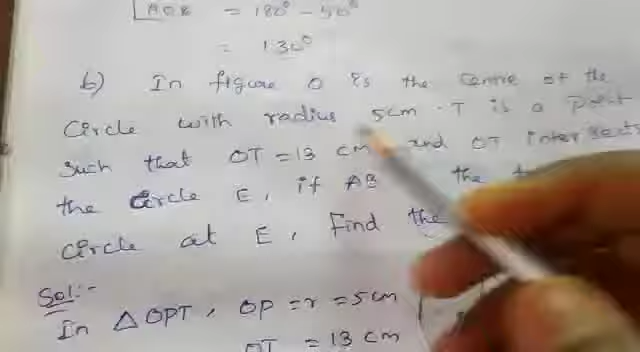 ∠AOB = 180° - 50°
= 130°
b) In figure O is the centre of the
circle with radius 5cm. T is a point
such that OT = 13 cm and OT intersects
the circle E, if AB the
circle at E, Find the
Sol:-
In △OPT, OP = r = 5cm
OT = 13 cm